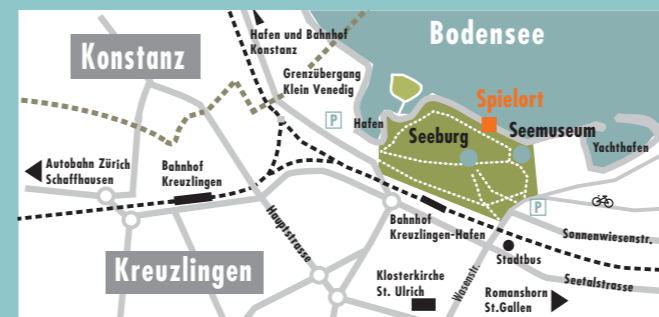 Hafen und Bahnhof
Konstanz
Bodensee
Konstanz
Grenzübergang
Klein Venedig
Spielort
P
Hafen
Seeburg
Seemuseum
Yachthafen
Autobahn Zürich
Schaffhausen
Bahnhof
Kreuzlingen
P
Hauptstrasse
Bahnhof
Kreuzlingen-Hafen
Sonnenwiesenstr.
Stadtbus
Kreuzlingen
Klosterkirche
St. Ulrich
Wasenstr.
Seetalstrasse
Romanshorn
St.Gallen